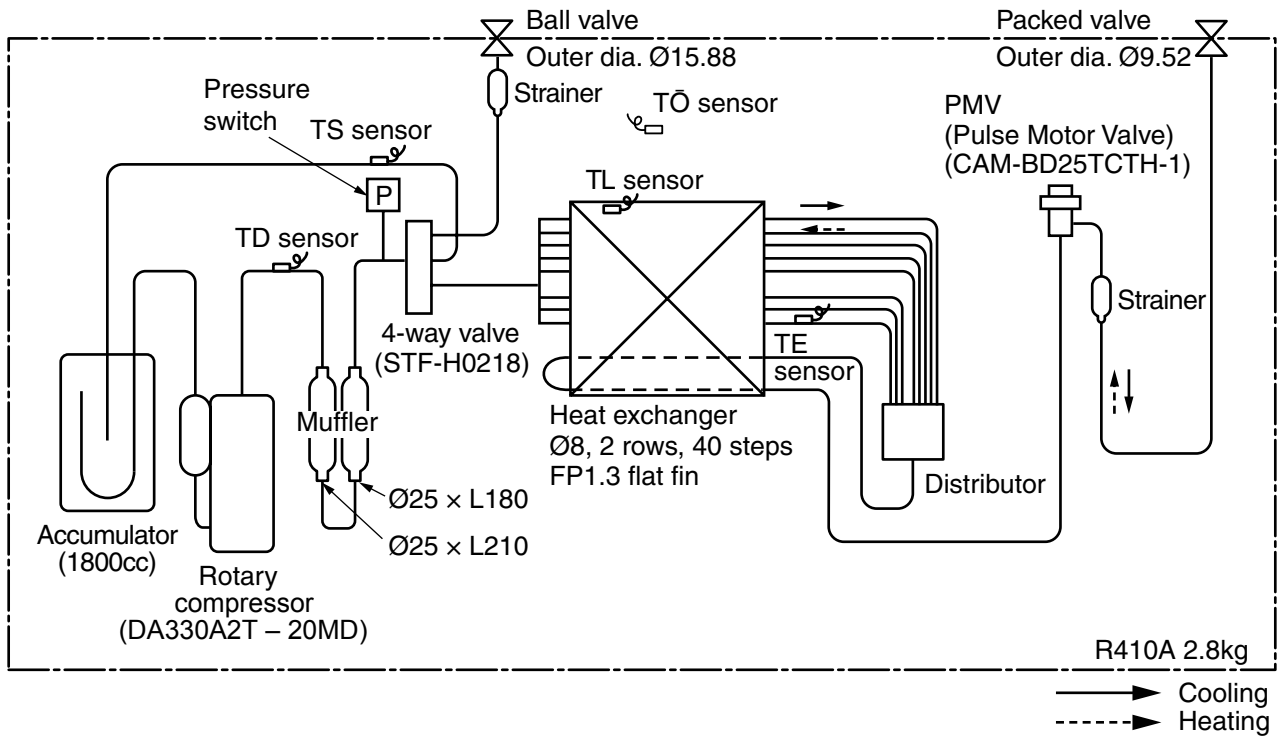 Ball valve
Outer dia. Ø15.88
Packed valve
Outer dia. Ø9.52
Pressure
switch
Strainer
TŌ sensor
PMV
(Pulse Motor Valve)
(CAM-BD25TCTH-1)
TS sensor
TL sensor
P
TD sensor
4-way valve
(STF-H0218)
Strainer
TE
sensor
Muffler
Heat exchanger
Ø8, 2 rows, 40 steps
FP1.3 flat fin
Distributor
Ø25 × L180
Ø25 × L210
Accumulator
(1800cc)
Rotary
compressor
(DA330A2T – 20MD)
R410A 2.8kg
Cooling
Heating